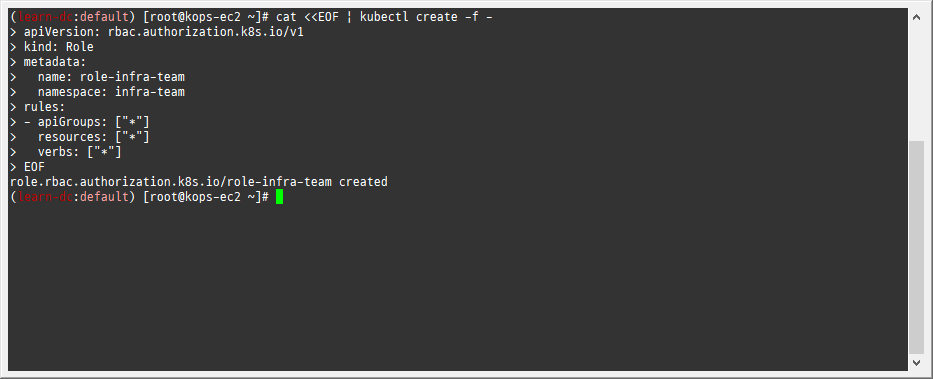 (learn-dc:default) [root@kops-ec2 ~]# cat <<EOF | kubectl create -f -
> apiVersion: rbac.authorization.k8s.io/v1
> kind: Role
> metadata:
>   name: role-infra-team
>   namespace: infra-team
> rules:
> - apiGroups: ["*"]
>   resources: ["*"]
>   verbs: ["*"]
> EOF
role.rbac.authorization.k8s.io/role-infra-team created
(learn-dc:default) [root@kops-ec2 ~]#